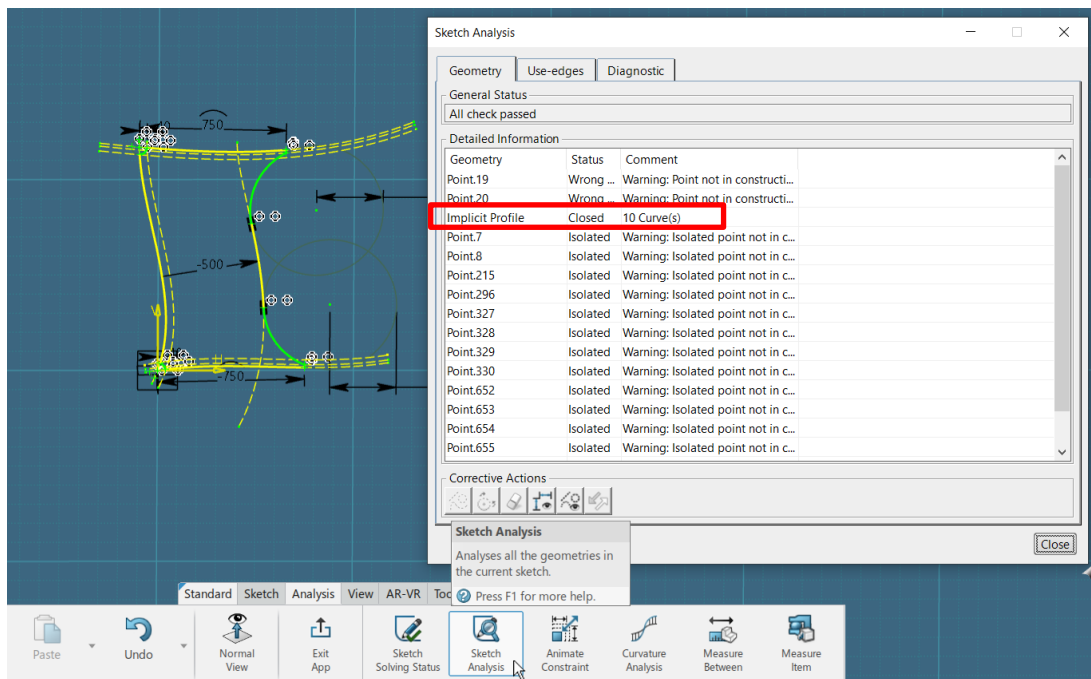 Sketch Analysis
Geometry Use-edges Diagnostic
General Status
All check passed
Detailed Information
Geometry Status Comment
Point.19 Wrong ... Warning: Point not in constructi...
Point.20 Wrong ... Warning: Point not in constructi...
Implicit Profile Closed 10 Curve(s)
Point.7 Isolated Warning: Isolated point not in c...
Point.8 Isolated Warning: Isolated point not in c...
Point.215 Isolated Warning: Isolated point not in c...
Point.296 Isolated Warning: Isolated point not in c...
Point.327 Isolated Warning: Isolated point not in c...
Point.328 Isolated Warning: Isolated point not in c...
Point.329 Isolated Warning: Isolated point not in c...
Point.330 Isolated Warning: Isolated point not in c...
Point.652 Isolated Warning: Isolated point not in c...
Point.653 Isolated Warning: Isolated point not in c...
Point.654 Isolated Warning: Isolated point not in c...
Point.655 Isolated Warning: Isolated point not in c...
Corrective Actions
Close
750
-500
-750
Sketch Analysis
Analyses all the geometries in
the current sketch.
Press F1 for more help.
Standard Sketch Analysis View AR-VR
Paste
Undo
Normal
View
Exit
App
Sketch
Solving Status
Sketch
Analysis
Animate
Constraint
Curvature
Analysis
Measure
Between
Measure
Item